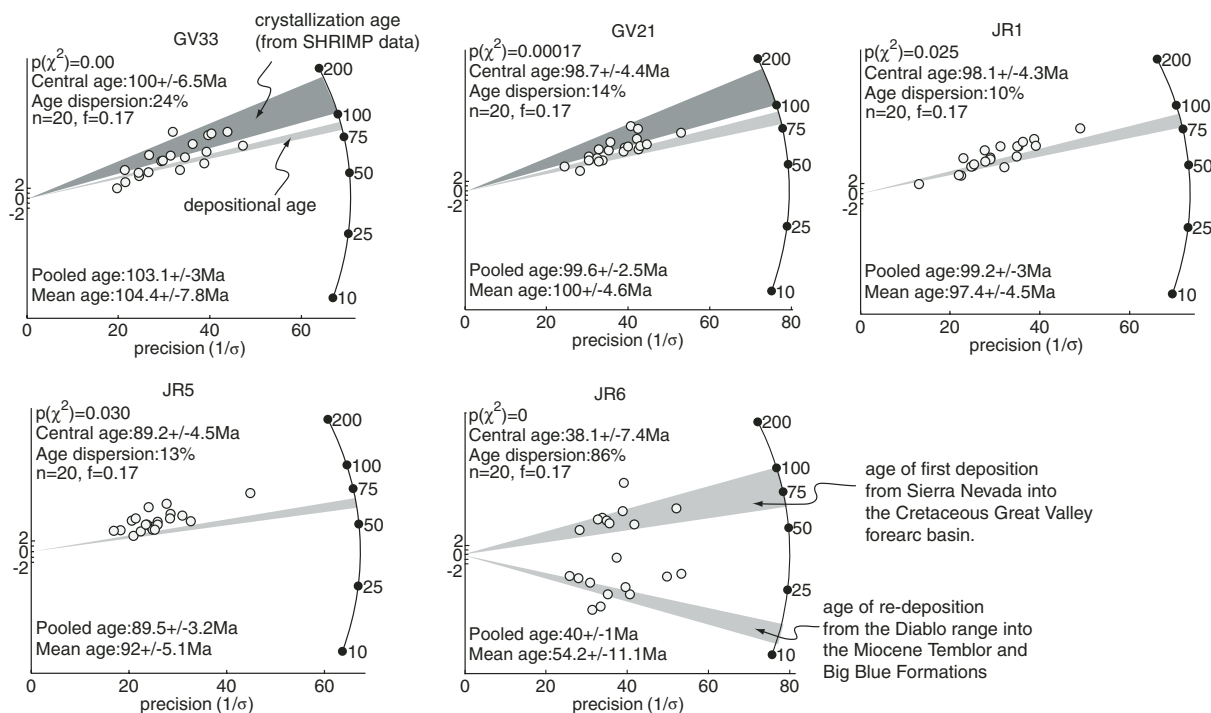 GV33
crystallization age
(from SHRIMP data)
p(χ²)=0.00
Central age:100+/-6.5Ma
Age dispersion:24%
n=20, f=0.17
200
100
75
50
25
10
2
0
-2
depositional age
Pooled age:103.1+/-3Ma
Mean age:104.4+/-7.8Ma
0
20
40
60
precision (1/σ)
GV21
p(χ²)=0.00017
Central age:98.7+/-4.4Ma
Age dispersion:14%
n=20, f=0.17
200
100
75
50
25
10
2
0
-2
Pooled age:99.6+/-2.5Ma
Mean age:100+/-4.6Ma
0
20
40
60
80
precision (1/σ)
JR1
p(χ²)=0.025
Central age:98.1+/-4.3Ma
Age dispersion:10%
n=20, f=0.17
200
100
75
50
25
10
2
0
-2
Pooled age:99.2+/-3Ma
Mean age:97.4+/-4.5Ma
0
20
40
60
precision (1/σ)
JR5
p(χ²)=0.030
Central age:89.2+/-4.5Ma
Age dispersion:13%
n=20, f=0.17
200
100
75
50
25
10
2
0
-2
Pooled age:89.5+/-3.2Ma
Mean age:92+/-5.1Ma
0
20
40
60
precision (1/σ)
JR6
p(χ²)=0
Central age:38.1+/-7.4Ma
Age dispersion:86%
n=20, f=0.17
200
100
75
50
25
10
2
0
-2
Pooled age:40+/-1Ma
Mean age:54.2+/-11.1Ma
0
20
40
60
80
precision (1/σ)
age of first deposition
from Sierra Nevada into
the Cretaceous Great Valley
forearc basin.
age of re-deposition
from the Diablo range into
the Miocene Temblor and
Big Blue Formations